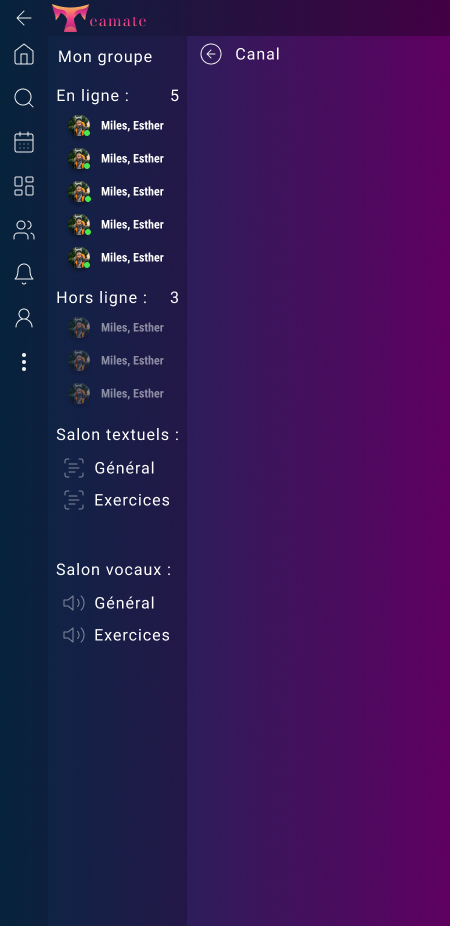 Teamate
Mon groupe
Canal
En ligne : 5
Miles, Esther
Miles, Esther
Miles, Esther
Miles, Esther
Miles, Esther
Hors ligne : 3
Miles, Esther
Miles, Esther
Miles, Esther
Salon textuels :
Général
Exercices
Salon vocaux :
Général
Exercices